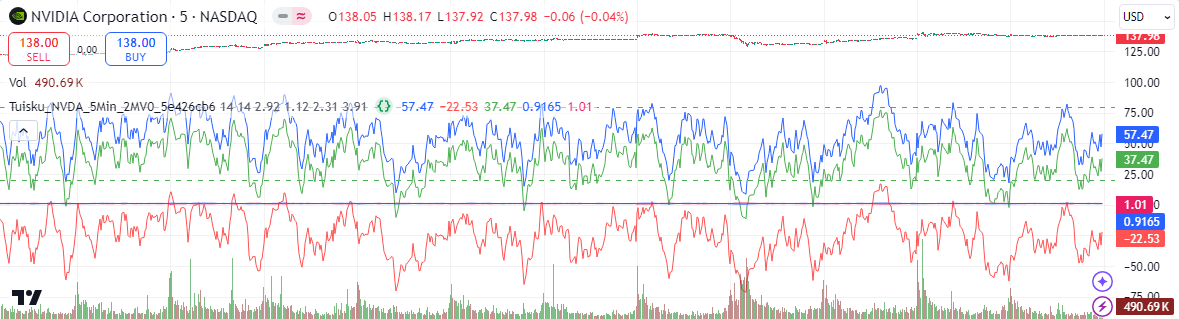 NVIDIA Corporation · 5 · NASDAQ O138.05 H138.17 L137.92 C137.98 −0.06 (−0.04%) USD
138.00 SELL 0.00 138.00 BUY
137.98
125.00
Vol 490.69 K
100.00
Tuisku_NVDA_5Min_2MV0_5e426cb6 14 14 2.92 1.12 2.31 3.91 {} 57.47 −22.53 37.47 0.9165 1.01
75.00
57.47
50.00
37.47
25.00
1.01
0.9165
−22.53
−50.00
−75.00
490.69 K